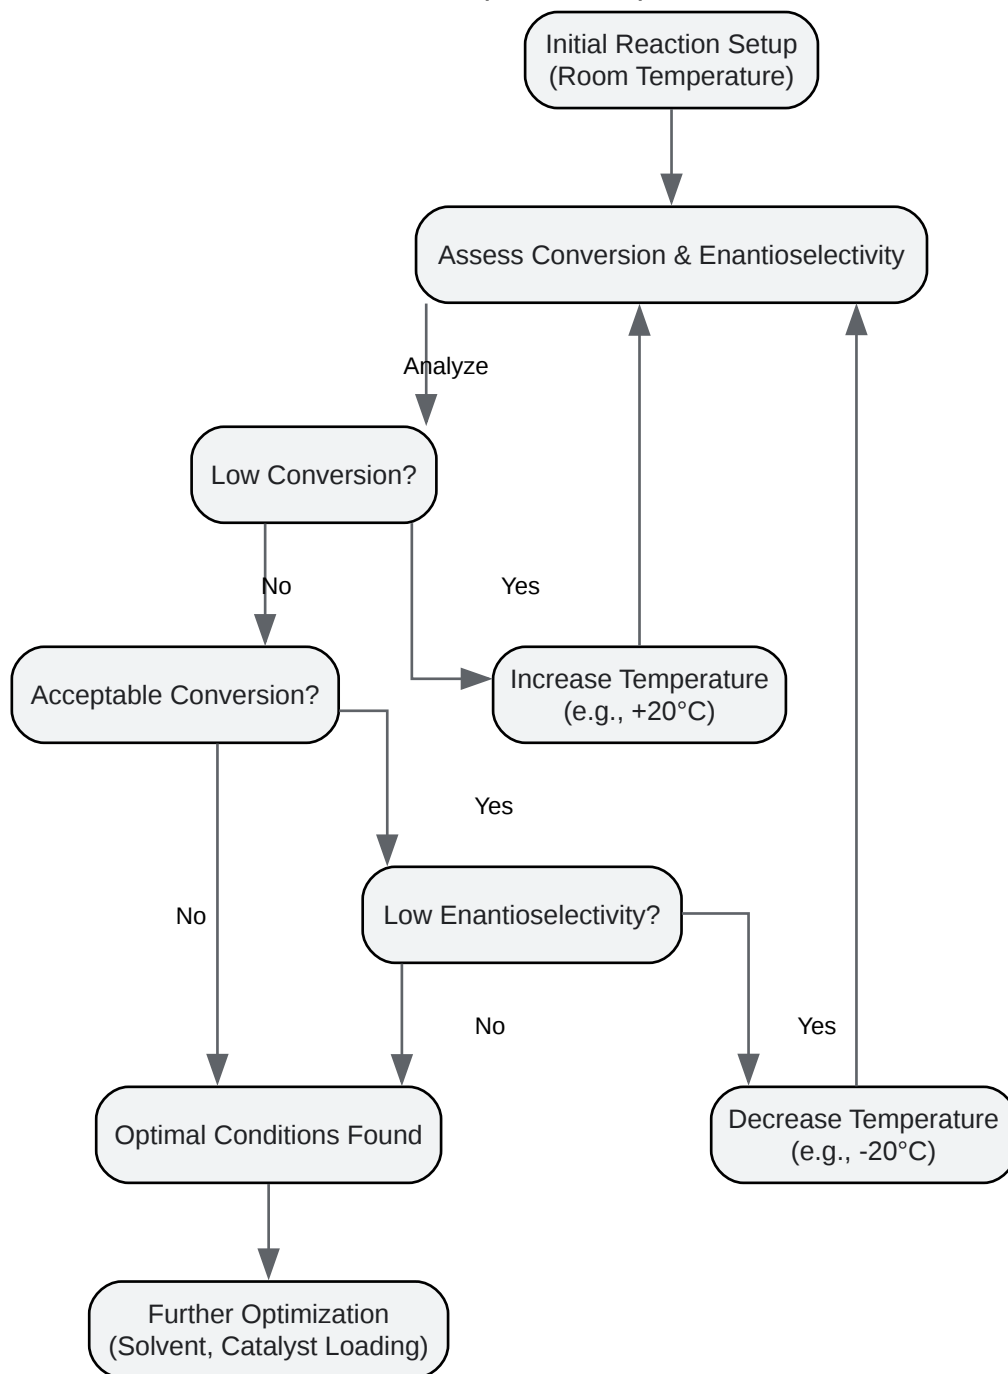 Initial Reaction Setup
(Room Temperature)
Assess Conversion & Enantioselectivity
Analyze
Low Conversion?
No
Yes
Acceptable Conversion?
Increase Temperature
(e.g., +20°C)
Yes
No
Low Enantioselectivity?
No
Yes
Optimal Conditions Found
Decrease Temperature
(e.g., -20°C)
Further Optimization
(Solvent, Catalyst Loading)